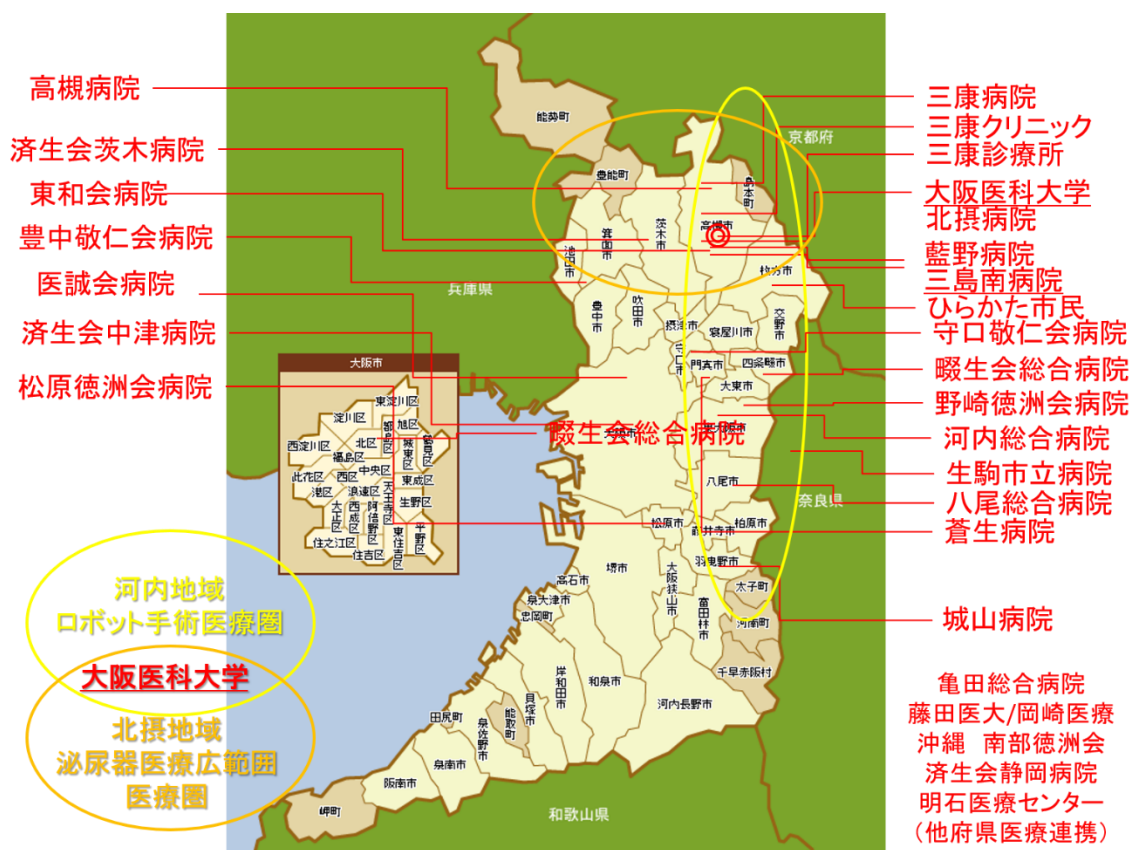 高槻病院
済生会茨木病院
東和会病院
豊中敬仁会病院
医誠会病院
済生会中津病院
松原徳洲会病院
三康病院
三康クリニック
三康診療所
大阪医科大学
北摂病院
藍野病院
三島南病院
ひらかた市民
守口敬仁会病院
畷生会総合病院
野崎徳洲会病院
河内総合病院
生駒市立病院
八尾総合病院
蒼生病院
城山病院
亀田総合病院
藤田医大/岡崎医療
沖縄 南部徳洲会
済生会静岡病院
明石医療センター
(他府県医療連携)
京都府
兵庫県
奈良県
和歌山県
能勢町
豊能町
島本町
高槻市
茨木市
箕面市
池田市
枚方市
豊中市
吹田市
摂津市
寝屋川市
交野市
守口市
門真市
四条畷市
大東市
畷生会総合病院
八尾市
松原市
藤井寺市
柏原市
羽曳野市
堺市
高石市
泉大津市
忠岡町
大阪狭山市
富田林市
太子町
河南町
千早赤阪村
和泉市
岸和田市
貝塚市
河内長野市
熊取町
田尻町
泉佐野市
泉南市
阪南市
岬町
大阪市
東淀川区
淀川区
旭区
都島区
鶴見区
西淀川区
北区
城東区
福島区
此花区
西区
中央区
東成区
港区
浪速区
天王寺区
生野区
大正区
西成区
阿倍野区
平野区
住之江区
住吉区
東住吉区
河内地域
ロボット手術医療圏
大阪医科大学
北摂地域
泌尿器医療広範囲
医療圏